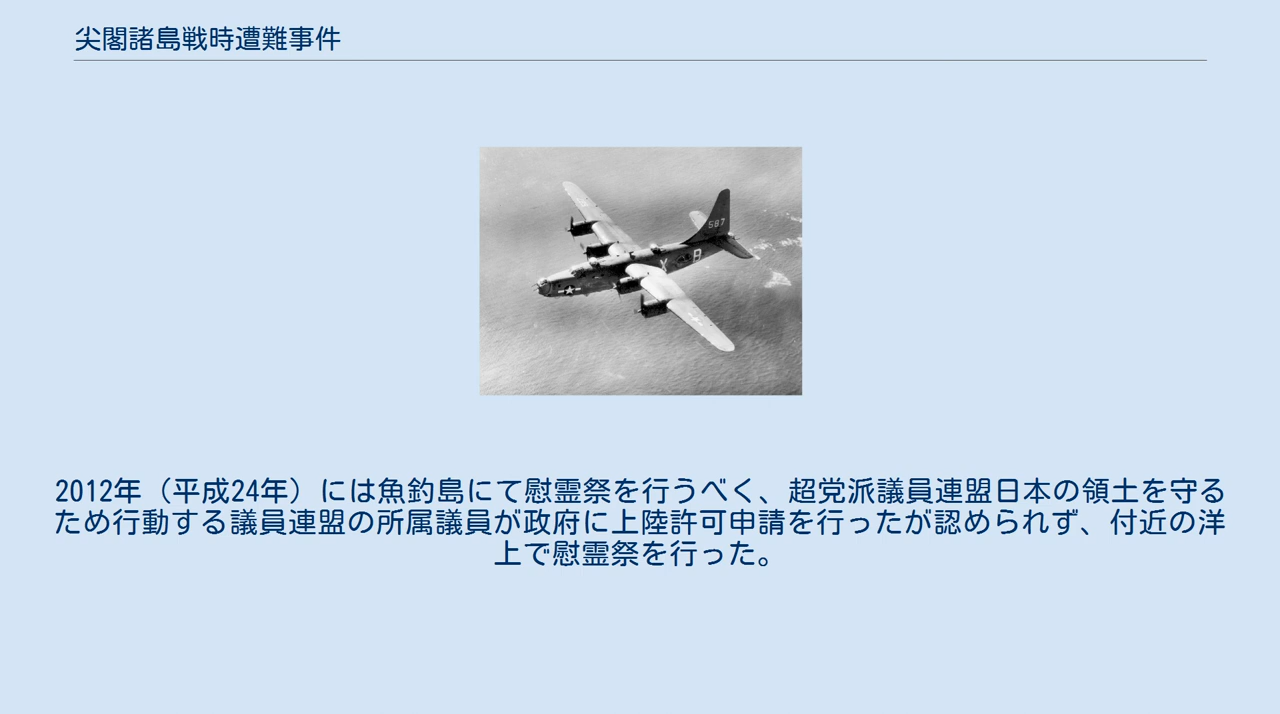 尖閣諸島戦時遭難事件
587
X B
2012年（平成24年）には魚釣島にて慰霊祭を行うべく、超党派議員連盟日本の領土を守る
ため行動する議員連盟の所属議員が政府に上陸許可申請を行ったが認められず、付近の洋
上で慰霊祭を行った。